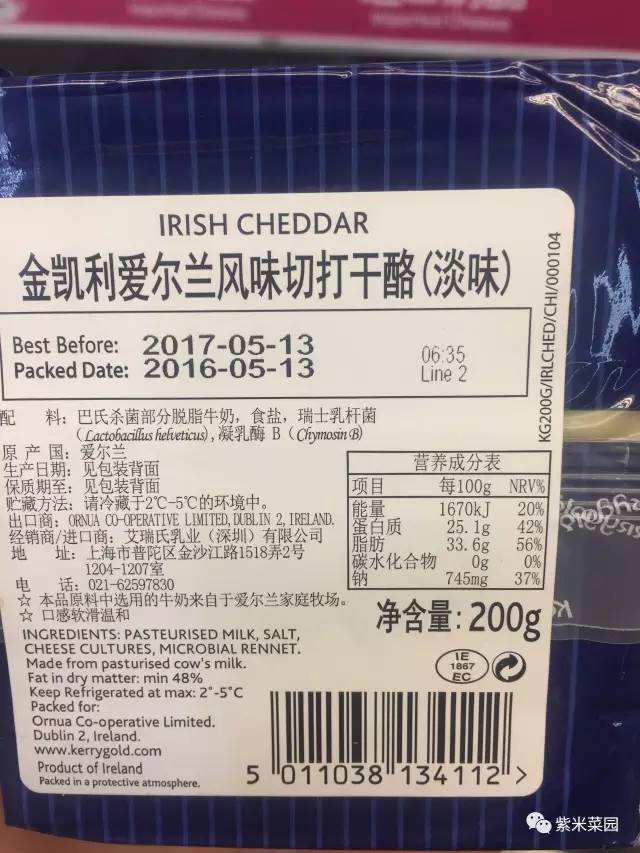 IRISH CHEDDAR
金凯利爱尔兰风味切打干酪(淡味)
Best Before: 2017-05-13
Packed Date: 2016-05-13
06:35
Line 2
KG200G/IRLCHED/CHI/000104
配 料: 巴氏杀菌部分脱脂牛奶, 食盐, 瑞士乳杆菌
(Lactobacillus helveticus), 凝乳酶 B (Chymosin B)
原 产 国: 爱尔兰
生产日期: 见包装背面
保质期至: 见包装背面
贮藏方法: 请冷藏于2℃-5℃的环境中。
出口商: ORNUA CO-OPERATIVE LIMITED, DUBLIN 2, IRELAND.
经销商/进口商: 艾瑞氏乳业 (深圳) 有限公司
地 址: 上海市普陀区金沙江路1518弄2号
1204-1207室
电 话: 021-62597830
☆ 本品原料中选用的牛奶来自于爱尔兰家庭牧场。
☆ 口感软滑温和
营养成分表
项目 每100g NRV%
能量 1670kJ 20%
蛋白质 25.1g 42%
脂肪 33.6g 56%
碳水化合物 0g 0%
钠 745mg 37%
净含量: 200g
INGREDIENTS: PASTEURISED MILK, SALT,
CHEESE CULTURES, MICROBIAL RENNET.
Made from pasturised cow's milk.
Fat in dry matter: min 48%
Keep Refrigerated at max: 2°-5°C
Packed for:
Ornua Co-operative Limited.
Dublin 2, Ireland.
www.kerrygold.com
Product of Ireland
Packed in a protective atmosphere.
IE
1867
EC
5 011038 134112 >
紫米菜园